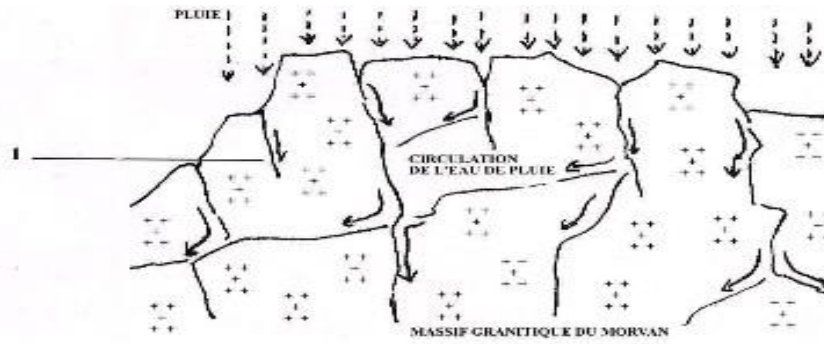 PLUIE
1
CIRCULATION
DE L'EAU DE PLUIE
MASSIF GRANITIQUE DU MORVAN